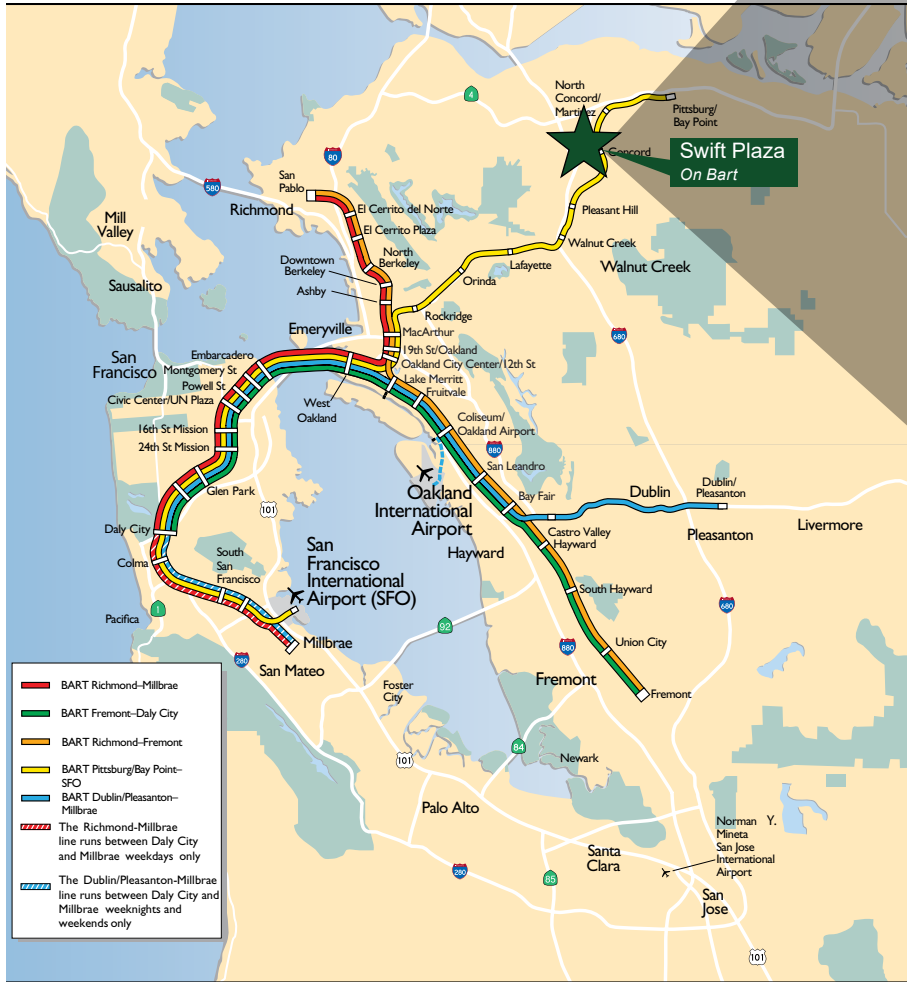 North
Concord/
Martinez
Pittsburg/
Bay Point
4
Concord
Swift Plaza
On Bart
80
580
San
Pablo
Richmond
El Cerrito del Norte
El Cerrito Plaza
Pleasant Hill
Mill
Valley
North
Berkeley
Downtown
Berkeley
Walnut Creek
Lafayette
Walnut Creek
Orinda
Sausalito
Ashby
Rockridge
Emeryville
MacArthur
680
San
Francisco
Embarcadero
Montgomery St
Powell St
Civic Center/UN Plaza
19th St/Oakland
Oakland City Center/12th St
Lake Merritt
Fruitvale
West
Oakland
16th St Mission
24th St Mission
Coliseum/
Oakland Airport
880
San Leandro
Glen Park
Oakland
International
Airport
Bay Fair
Dublin
Dublin/
Pleasanton
101
Daly City
Castro Valley
Hayward
Hayward
Pleasanton
Livermore
Colma
South
San
Francisco
San
Francisco
International
Airport (SFO)
South Hayward
1
Pacifica
92
680
Millbrae
880
Union City
280
San Mateo
Fremont
Fremont
Foster
City
BART Richmond–Millbrae
BART Fremont–Daly City
BART Richmond–Fremont
BART Pittsburg/Bay Point–
SFO
BART Dublin/Pleasanton–
Millbrae
The Richmond-Millbrae
line runs between Daly City
and Millbrae weekdays only
The Dublin/Pleasanton-Millbrae
line runs between Daly City and
Millbrae weeknights and
weekends only
84
Newark
101
Palo Alto
Norman Y.
Mineta
San Jose
International
Airport
Santa
Clara
280
85
San
Jose
101